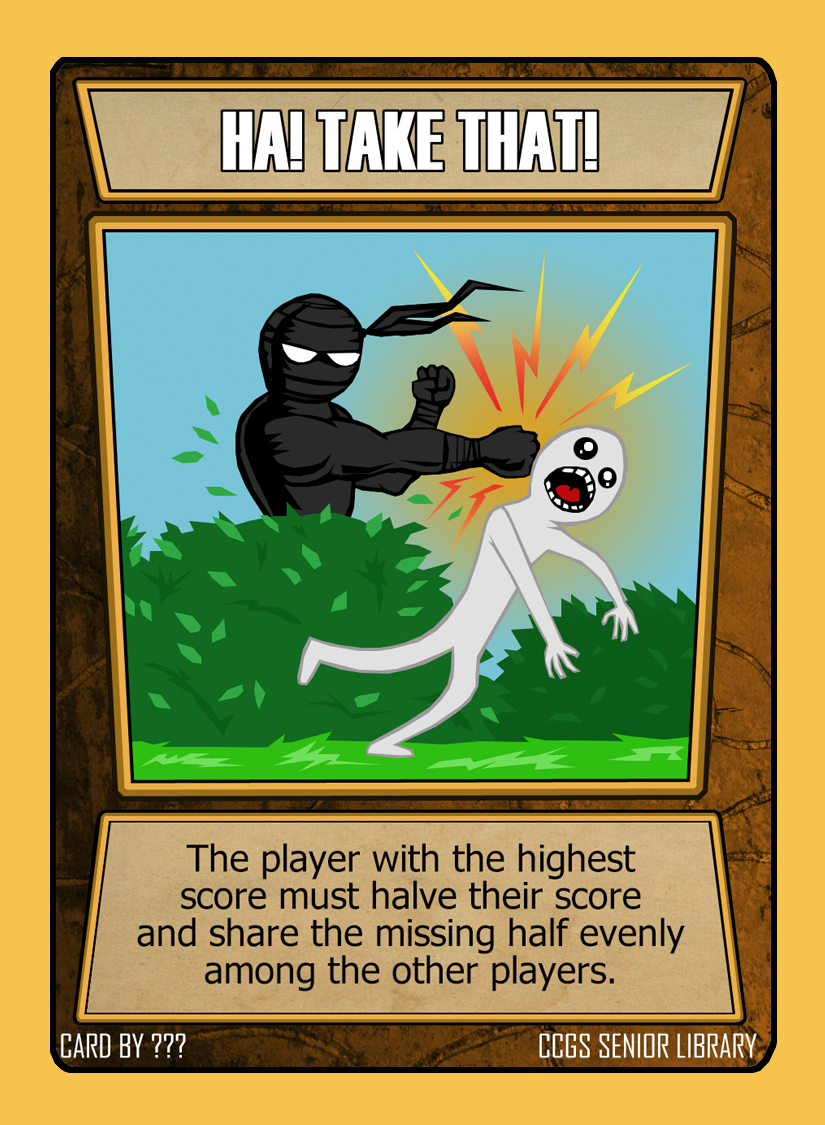 HA! TAKE THAT!
The player with the highest
score must halve their score
and share the missing half evenly
among the other players.
CARD BY ???
CCGS SENIOR LIBRARY